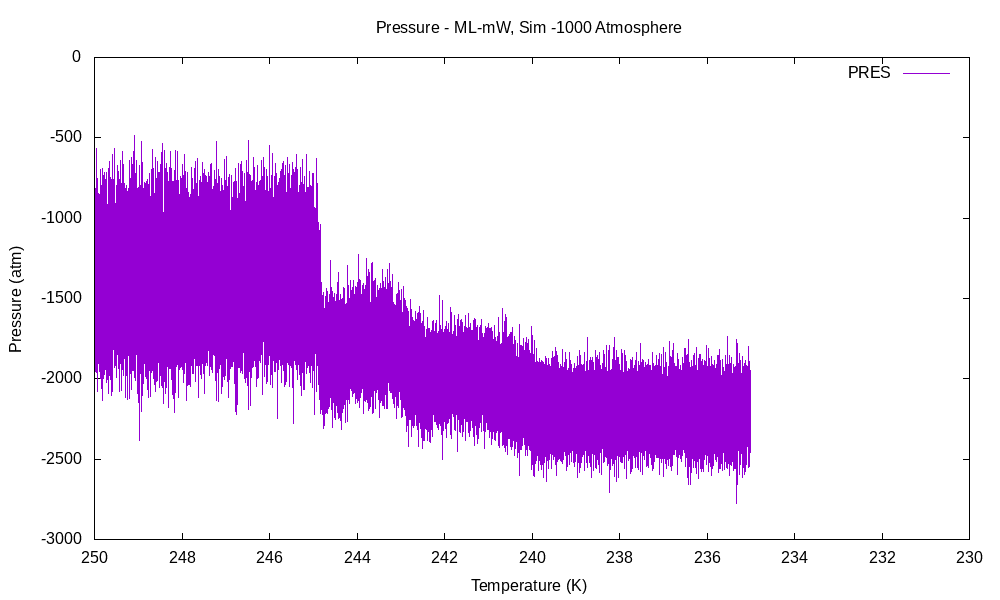 Pressure - ML-mW, Sim -1000 Atmosphere
PRES
0
-500
-1000
-1500
-2000
-2500
-3000
Pressure (atm)
250 248 246 244 242 240 238 236 234 232 230
Temperature (K)